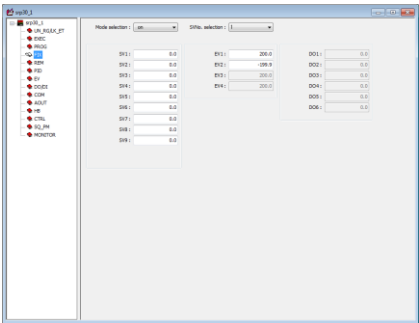 srp30_1
srp30_1
UN_RG/LK_ET
EXEC
PROG
REM
PID
EV
DO/DI
COM
AOUT
HB
CTRL
SQ_PM
MONITOR
Mode selection : on SV No. selection : 1
SV1 : 0.0 EV1 : 200.0 DO1 : 0.0
SV2 : 0.0 EV2 : -199.9 DO2 : 0.0
SV3 : 0.0 EV3 : 200.0 DO3 : 0.0
SV4 : 0.0 EV4 : 200.0 DO4 : 0.0
SV5 : 0.0 DO5 : 0.0
SV6 : 0.0 DO6 : 0.0
SV7 : 0.0
SV8 : 0.0
SV9 : 0.0